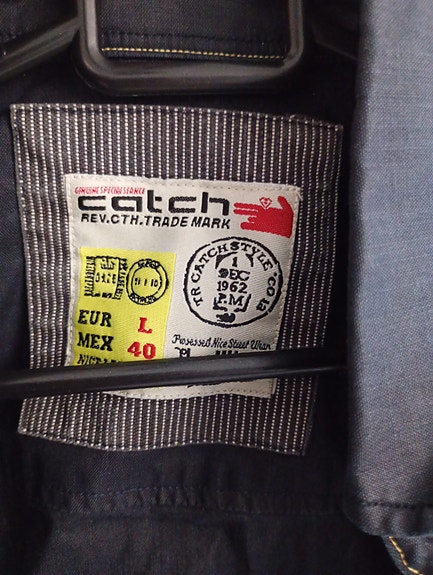 GENUINE SPECIAL SEANCE
catch
REV.CTH.TRADE MARK
TR.CATCHSTYLE.CO
1
DEC
1962
P.M
EUR L
MEX 40
Possessed Nice Street Wear